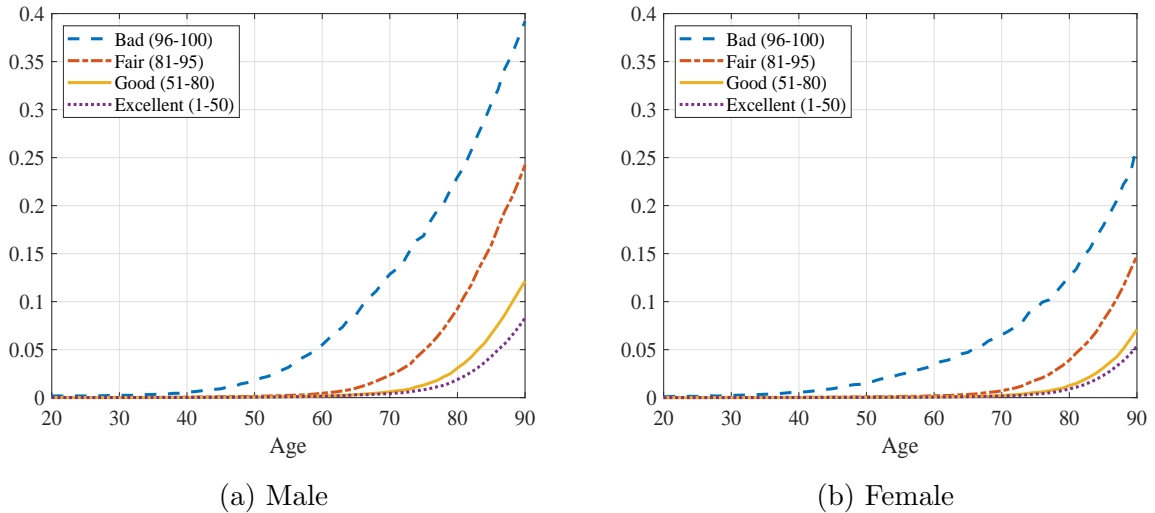 0.4
0.35
0.3
0.25
0.2
0.15
0.1
0.05
0
Bad (96-100)
Fair (81-95)
Good (51-80)
Excellent (1-50)
20 30 40 50 60 70 80 90
Age
(a) Male
0.4
0.35
0.3
0.25
0.2
0.15
0.1
0.05
0
Bad (96-100)
Fair (81-95)
Good (51-80)
Excellent (1-50)
20 30 40 50 60 70 80 90
Age
(b) Female